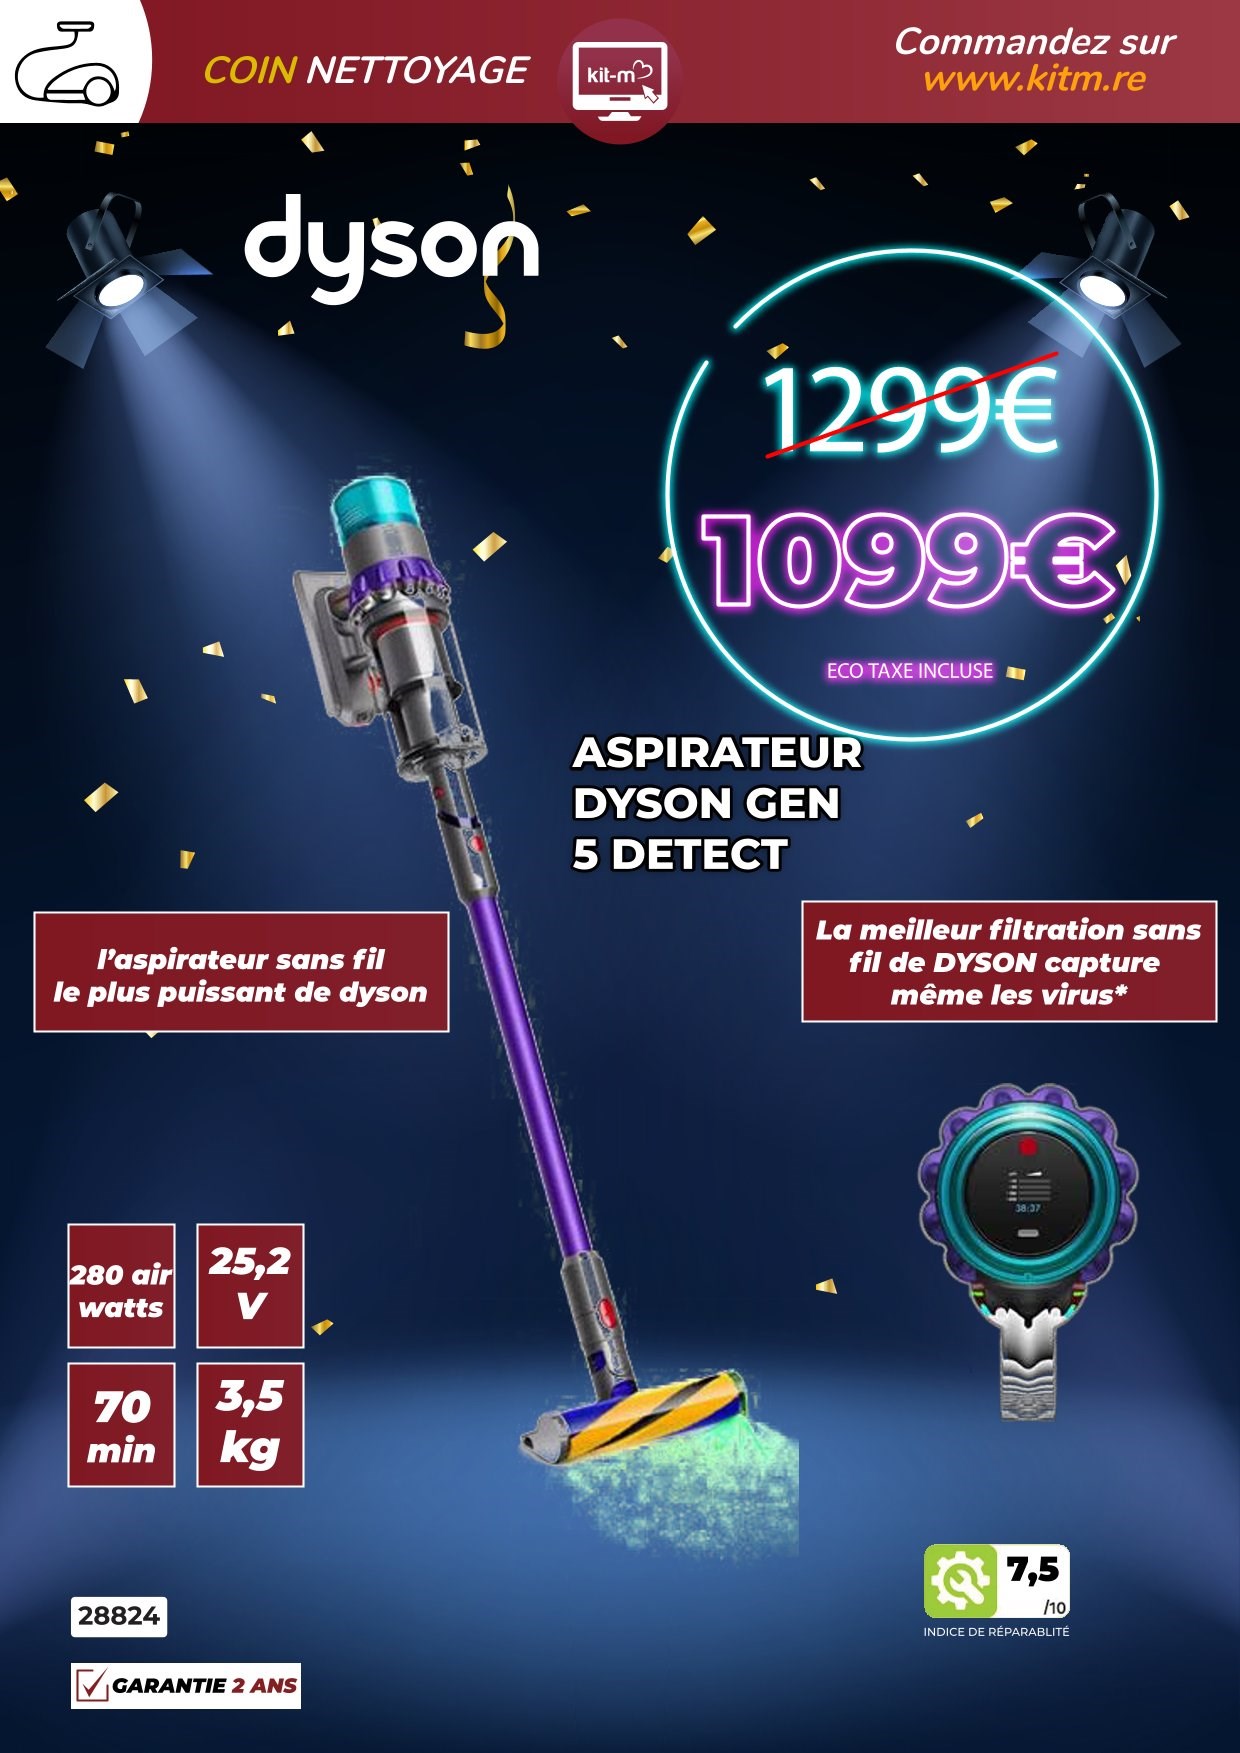 COIN NETTOYAGE
kit-m
Commandez sur
www.kitm.re
dyson
1299€
1099€
ECO TAXE INCLUSE
ASPIRATEUR
DYSON GEN
5 DETECT
l'aspirateur sans fil
le plus puissant de dyson
La meilleur filtration sans
fil de DYSON capture
même les virus*
38:37
280 air
watts
25,2
V
70
min
3,5
kg
7,5
/10
INDICE DE RÉPARABLITÉ
28824
GARANTIE 2 ANS